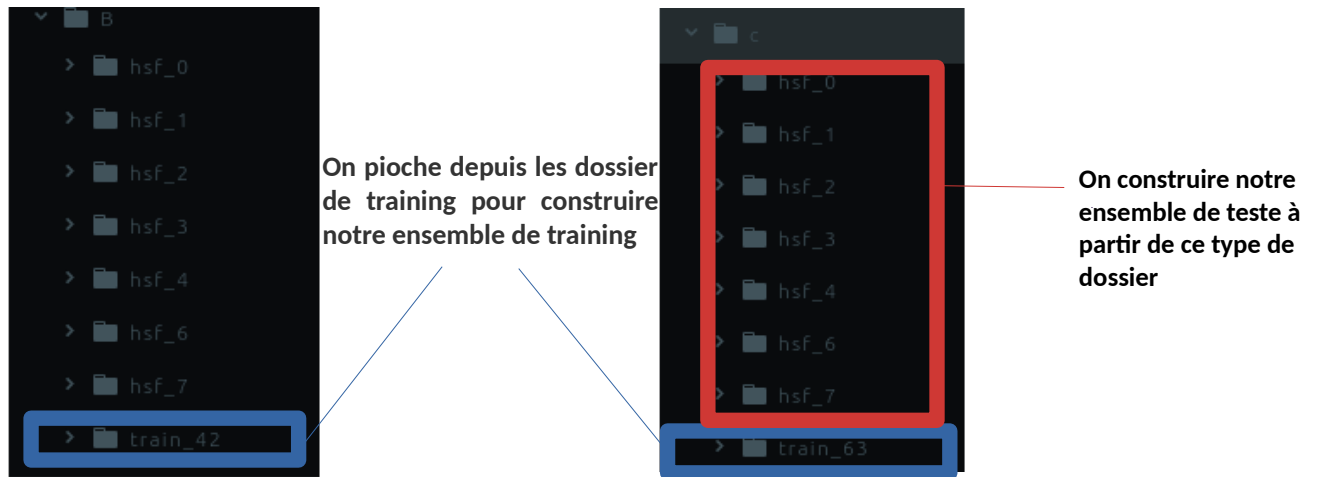 B
hsf_0
hsf_1
hsf_2
hsf_3
hsf_4
hsf_6
hsf_7
train_42
On pioche depuis les dossier
de training pour construire
notre ensemble de training
c
hsf_0
hsf_1
hsf_2
hsf_3
hsf_4
hsf_6
hsf_7
train_63
On construire notre
ensemble de teste à
partir de ce type de
dossier